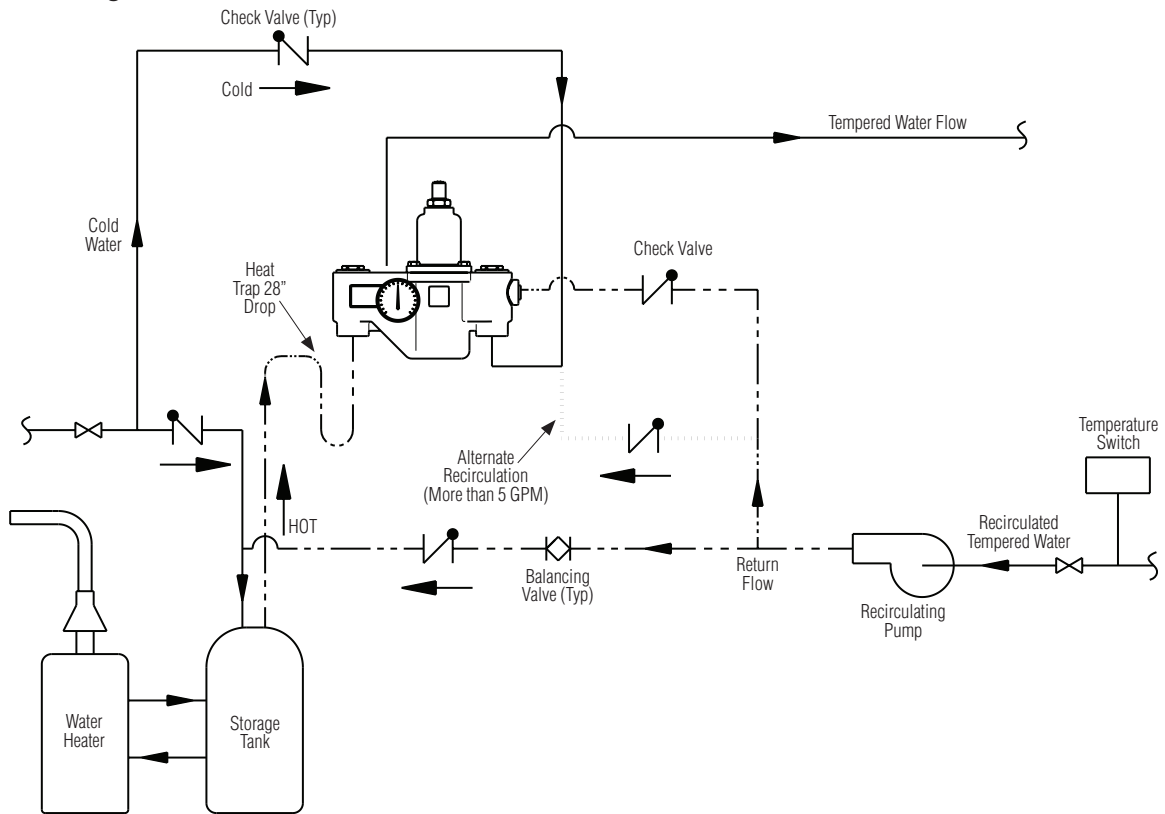 Check Valve (Typ)
Cold
Tempered Water Flow
Cold
Water
Heat
Trap 28”
Drop
Check Valve
Temperature
Switch
Alternate
Recirculation
(More than 5 GPM)
HOT
Recirculated
Tempered Water
Balancing
Valve (Typ)
Return
Flow
Recirculating
Pump
Water
Heater
Storage
Tank